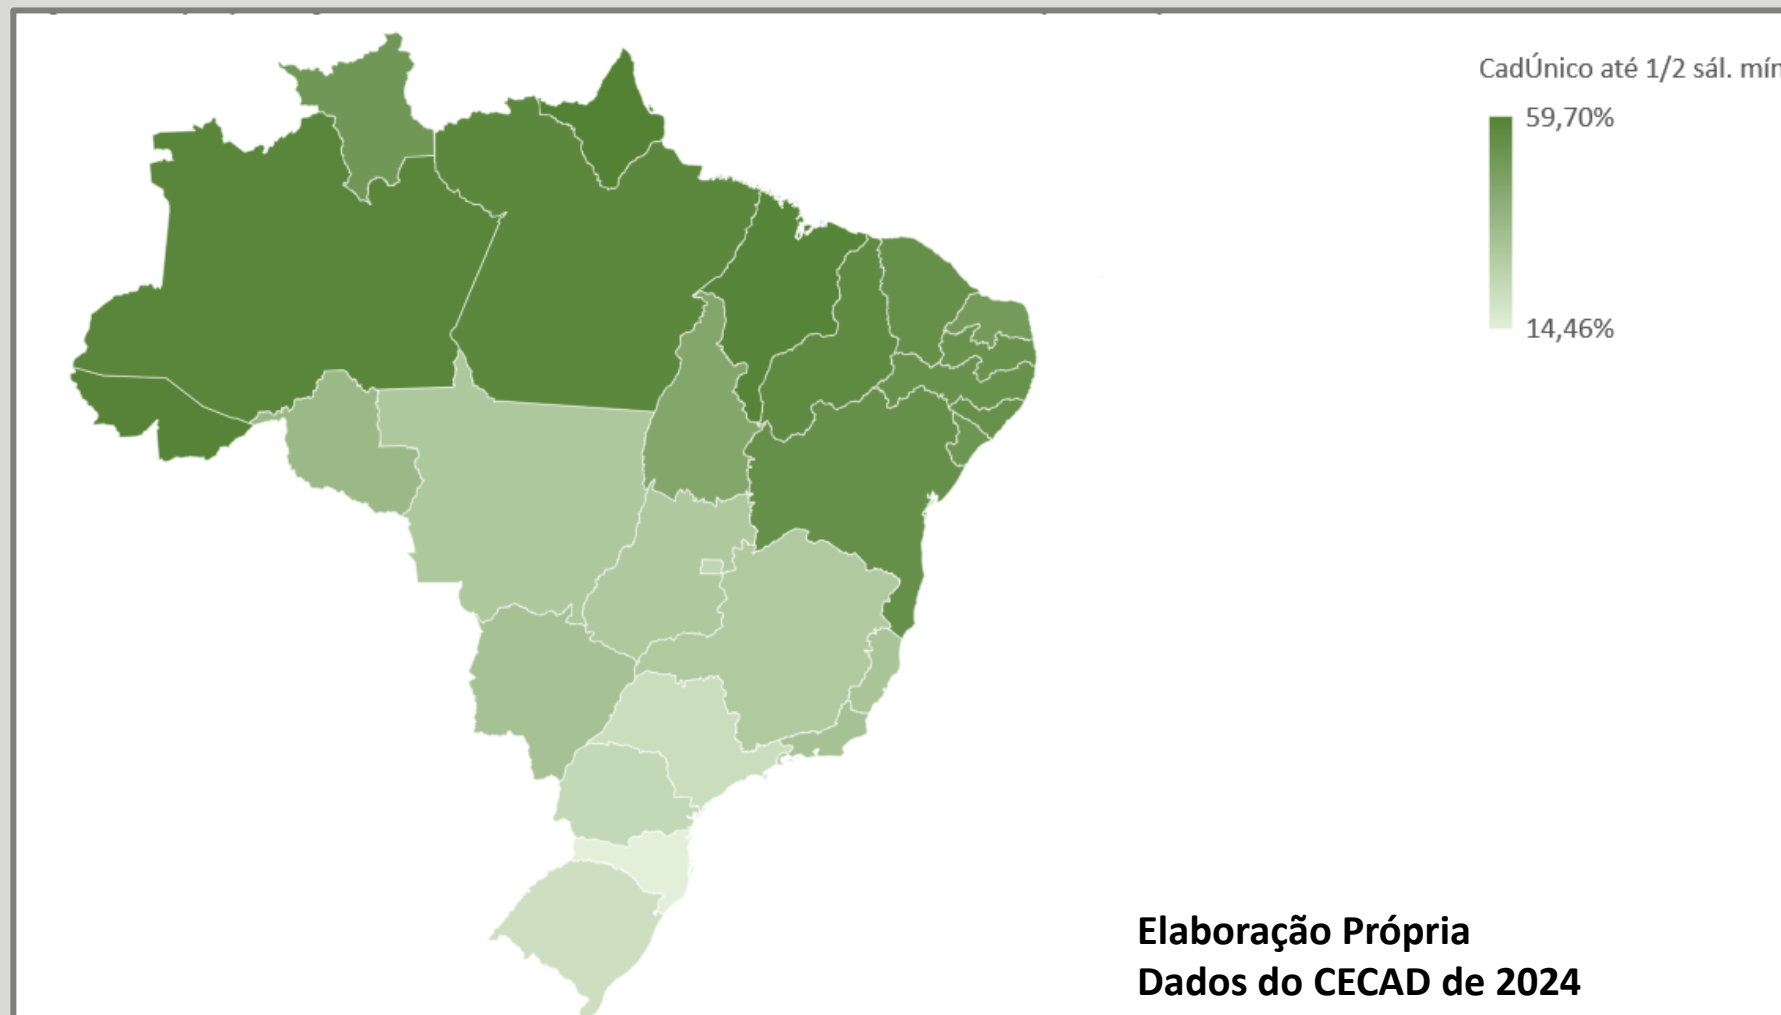 CadÚnico até 1/2 sál. mín
59,70%
14,46%
Elaboração Própria
Dados do CECAD de 2024